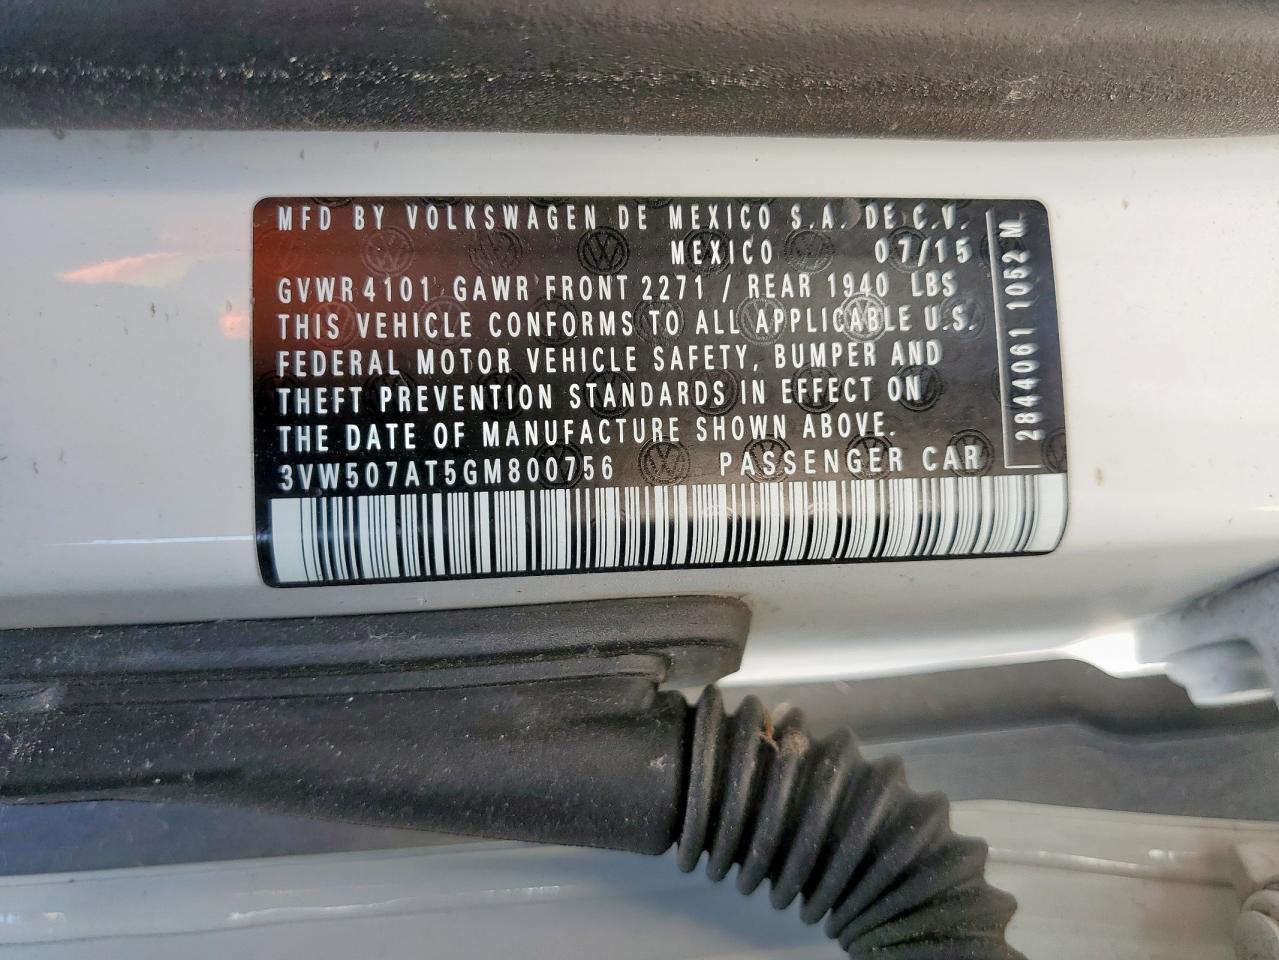 MFD BY VOLKSWAGEN DE MEXICO S.A. DE C.V.
MEXICO 07/15
GVWR 4101 GAWR FRONT 2271 / REAR 1940 LBS
THIS VEHICLE CONFORMS TO ALL APPLICABLE U.S.
FEDERAL MOTOR VEHICLE SAFETY, BUMPER AND
THEFT PREVENTION STANDARDS IN EFFECT ON
THE DATE OF MANUFACTURE SHOWN ABOVE.
3VW507AT5GM800756 PASSENGER CAR
2844061 1052 M